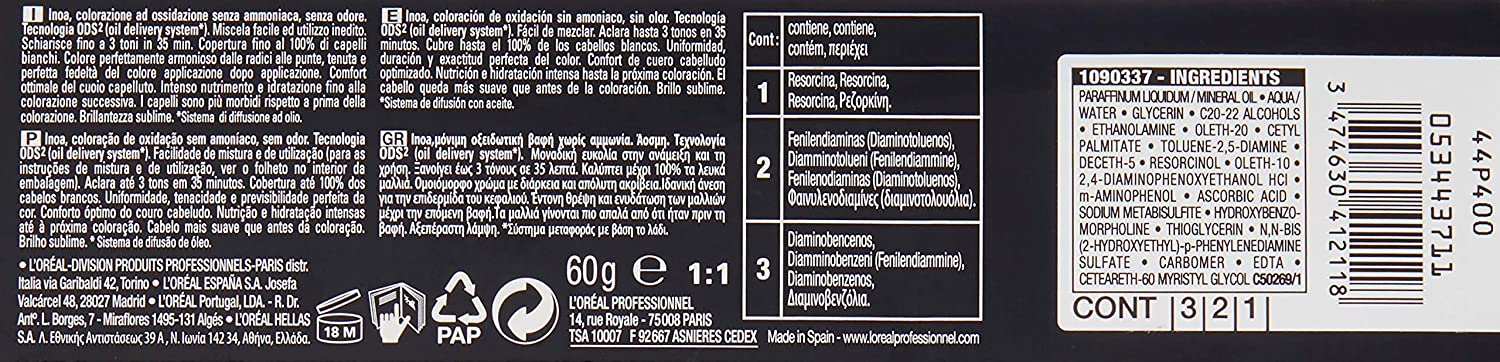 I Inoa, colorazione ad ossidazione senza ammoniaca, senza odore.
Tecnologia ODS² (oil delivery system*). Miscela facile ed utilizzo inedito.
Schiarisce fino a 3 toni in 35 min. Copertura fino al 100% di capelli
bianchi. Colore perfettamente armonioso dalle radici alle punte, tenuta e
perfetta fedeltà del colore applicazione dopo applicazione. Comfort
ottimale del cuoio capelluto. Intenso nutrimento e idratazione fino alla
colorazione successiva. I capelli sono più morbidi rispetto a prima della
colorazione. Brillantezza sublime. *Sistema di diffusione ad olio.
E Inoa, coloración de oxidación sin amoniaco, sin olor. Tecnología
ODS² (oil delivery system*). Fácil de mezclar. Aclara hasta 3 tonos en 35
minutos. Cubre hasta el 100% de los cabellos blancos. Uniformidad,
duración y exactitud perfecta del color. Confort de cuero cabelludo
optimizado. Nutrición e hidratación intensa hasta la próxima coloración. El
cabello queda más suave que antes de la coloración. Brillo sublime.
*Sistema de difusión con aceite.
P Inoa, coloração de oxidação sem amoníaco, sem odor. Tecnologia
ODS² (oil delivery system*). Facilidade de mistura e de utilização (para as
instruções de mistura e de utilização, ver o folheto no interior da
embalagem). Aclara até 3 tons em 35 minutos. Cobertura até 100% dos
cabelos brancos. Uniformidade, tenacidade e previsibilidade perfeita da
cor. Conforto óptimo do couro cabeludo. Nutrição e hidratação intensas
até à próxima coloração. Cabelo mais suave que antes da coloração.
Brilho sublime. *Sistema de difusão de óleo.
GR Inoa,μόνιμη οξειδωτική βαφή χωρίς αμμωνία. Άοσμη. Τεχνολογία
ODS² (oil delivery system*). Μοναδική ευκολία στην ανάμειξη και τη
χρήση. Ξανοίγει έως 3 τόνους σε 35 λεπτά. Καλύπτει μέχρι 100% τα λευκά
μαλλιά. Ομοιόμορφο χρώμα με διάρκεια και απόλυτη ακρίβεια.Ιδανική άνεση
για την επιδερμίδα του κεφαλιού. Έντονη θρέψη και ενυδάτωση των μαλλιών
μέχρι την επόμενη βαφή.Τα μαλλιά γίνονται πιο απαλά από ότι ήταν πριν τη
βαφή. Αξεπέραστη λάμψη. *Σύστημα μεταφοράς με βάση το λάδι.
• L'ORÉAL-DIVISION PRODUITS PROFESSIONNELS-PARIS distr.
Italia via Garibaldi 42, Torino • L'ORÉAL ESPAÑA S.A. Josefa
Valcárcel 48, 28027 Madrid • L'ORÉAL Portugal, LDA. - R. Dr.
Antº. L. Borges, 7 - Miraflores 1495-131 Algés • L'ORÉAL HELLAS
S.A. Λ. Εθνικής Αντιστάσεως 39 Α , Ν. Ιωνία 142 34, Αθήνα, Ελλάδα.
18 M
PAP
60 g e 1:1
L'ORÉAL PROFESSIONNEL
14, rue Royale - 75008 PARIS
TSA 10007 F 92667 ASNIERES CEDEX Made in Spain - www.lorealprofessionnel.com
Cont: contiene, contiene,
contém, περιέχει
1 Resorcina, Resorcina,
Resorcina, Ρεζορκίνη.
2 Fenilendiaminas (Diaminotoluenos),
Diamminotolueni (Fenilendiammine),
Fenilenodiaminas (Diaminotoluenos),
Φαινυλενοδιαμίνες (διαμινοτολουόλια).
3 Diaminobencenos,
Diamminobenzeni (Fenilendiamine),
Diaminobenzenos,
Διαμινοβενζόλια.
1090337 - INGREDIENTS
PARAFFINUM LIQUIDUM / MINERAL OIL • AQUA /
WATER • GLYCERIN • C20-22 ALCOHOLS
• ETHANOLAMINE • OLETH-20 • CETYL
PALMITATE • TOLUENE-2,5-DIAMINE •
DECETH-5 • RESORCINOL • OLETH-10 •
2,4-DIAMINOPHENOXYETHANOL HCl •
m-AMINOPHENOL • ASCORBIC ACID •
SODIUM METABISULFITE • HYDROXYBENZO-
MORPHOLINE • THIOGLYCERIN • N,N-BIS
(2-HYDROXYETHYL)-p-PHENYLENEDIAMINE
SULFATE • CARBOMER • EDTA •
CETEARETH-60 MYRISTYL GLYCOL C50269/1
CONT 3 2 1
3 474630 412118
053443711
44P400